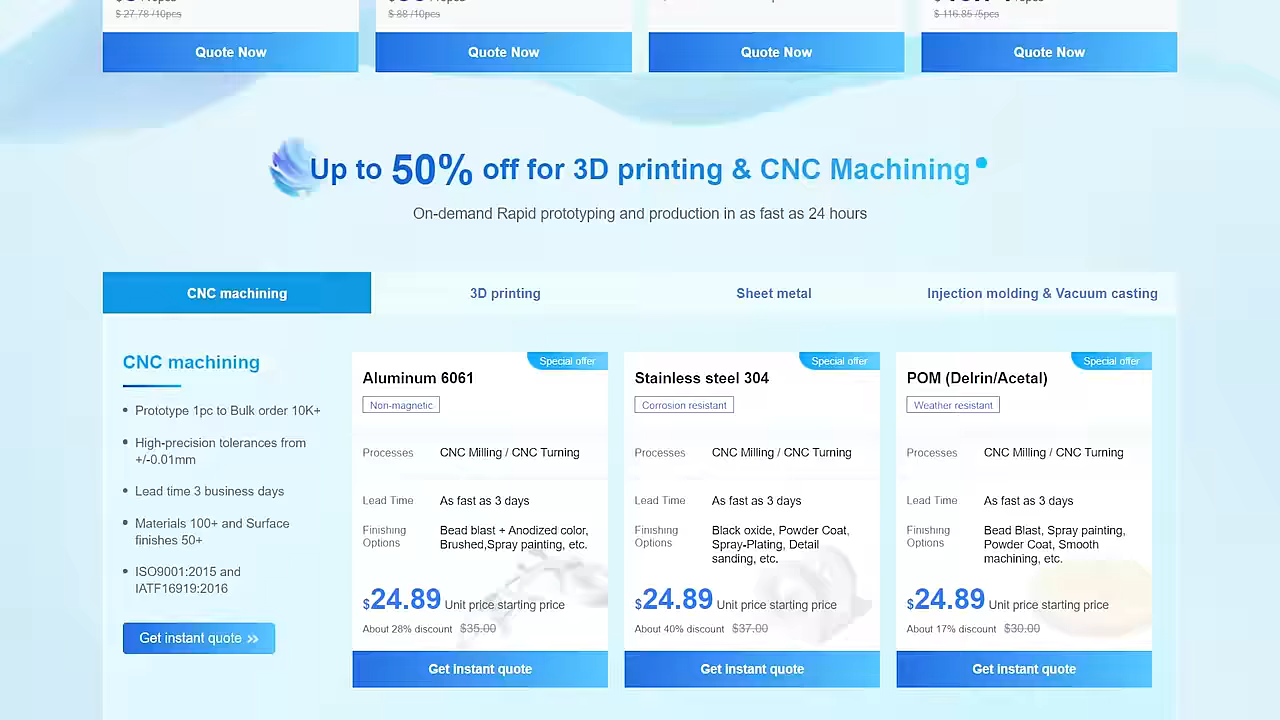 $ 27.78 /10pcs
$ 88 /10pcs
$ 116.85 /5pcs
Quote Now
Quote Now
Quote Now
Quote Now
Up to 50% off for 3D printing & CNC Machining
On-demand Rapid prototyping and production in as fast as 24 hours
CNC machining
3D printing
Sheet metal
Injection molding & Vacuum casting
CNC machining
Prototype 1pc to Bulk order 10K+
High-precision tolerances from
+/-0.01mm
Lead time 3 business days
Materials 100+ and Surface
finishes 50+
ISO9001:2015 and
IATF16919:2016
Get instant quote »
Special offer
Aluminum 6061
Non-magnetic
Processes CNC Milling / CNC Turning
Lead Time As fast as 3 days
Finishing
Options
Bead blast + Anodized color,
Brushed,Spray painting, etc.
$24.89 Unit price starting price
About 28% discount $35.00
Get instant quote
Special offer
Stainless steel 304
Corrosion resistant
Processes CNC Milling / CNC Turning
Lead Time As fast as 3 days
Finishing
Options
Black oxide, Powder Coat,
Spray-Plating, Detail
sanding, etc.
$24.89 Unit price starting price
About 40% discount $37.00
Get instant quote
Special offer
POM (Delrin/Acetal)
Weather resistant
Processes CNC Milling / CNC Turning
Lead Time As fast as 3 days
Finishing
Options
Bead Blast, Spray painting,
Powder Coat, Smooth
machining, etc.
$24.89 Unit price starting price
About 17% discount $30.00
Get instant quote